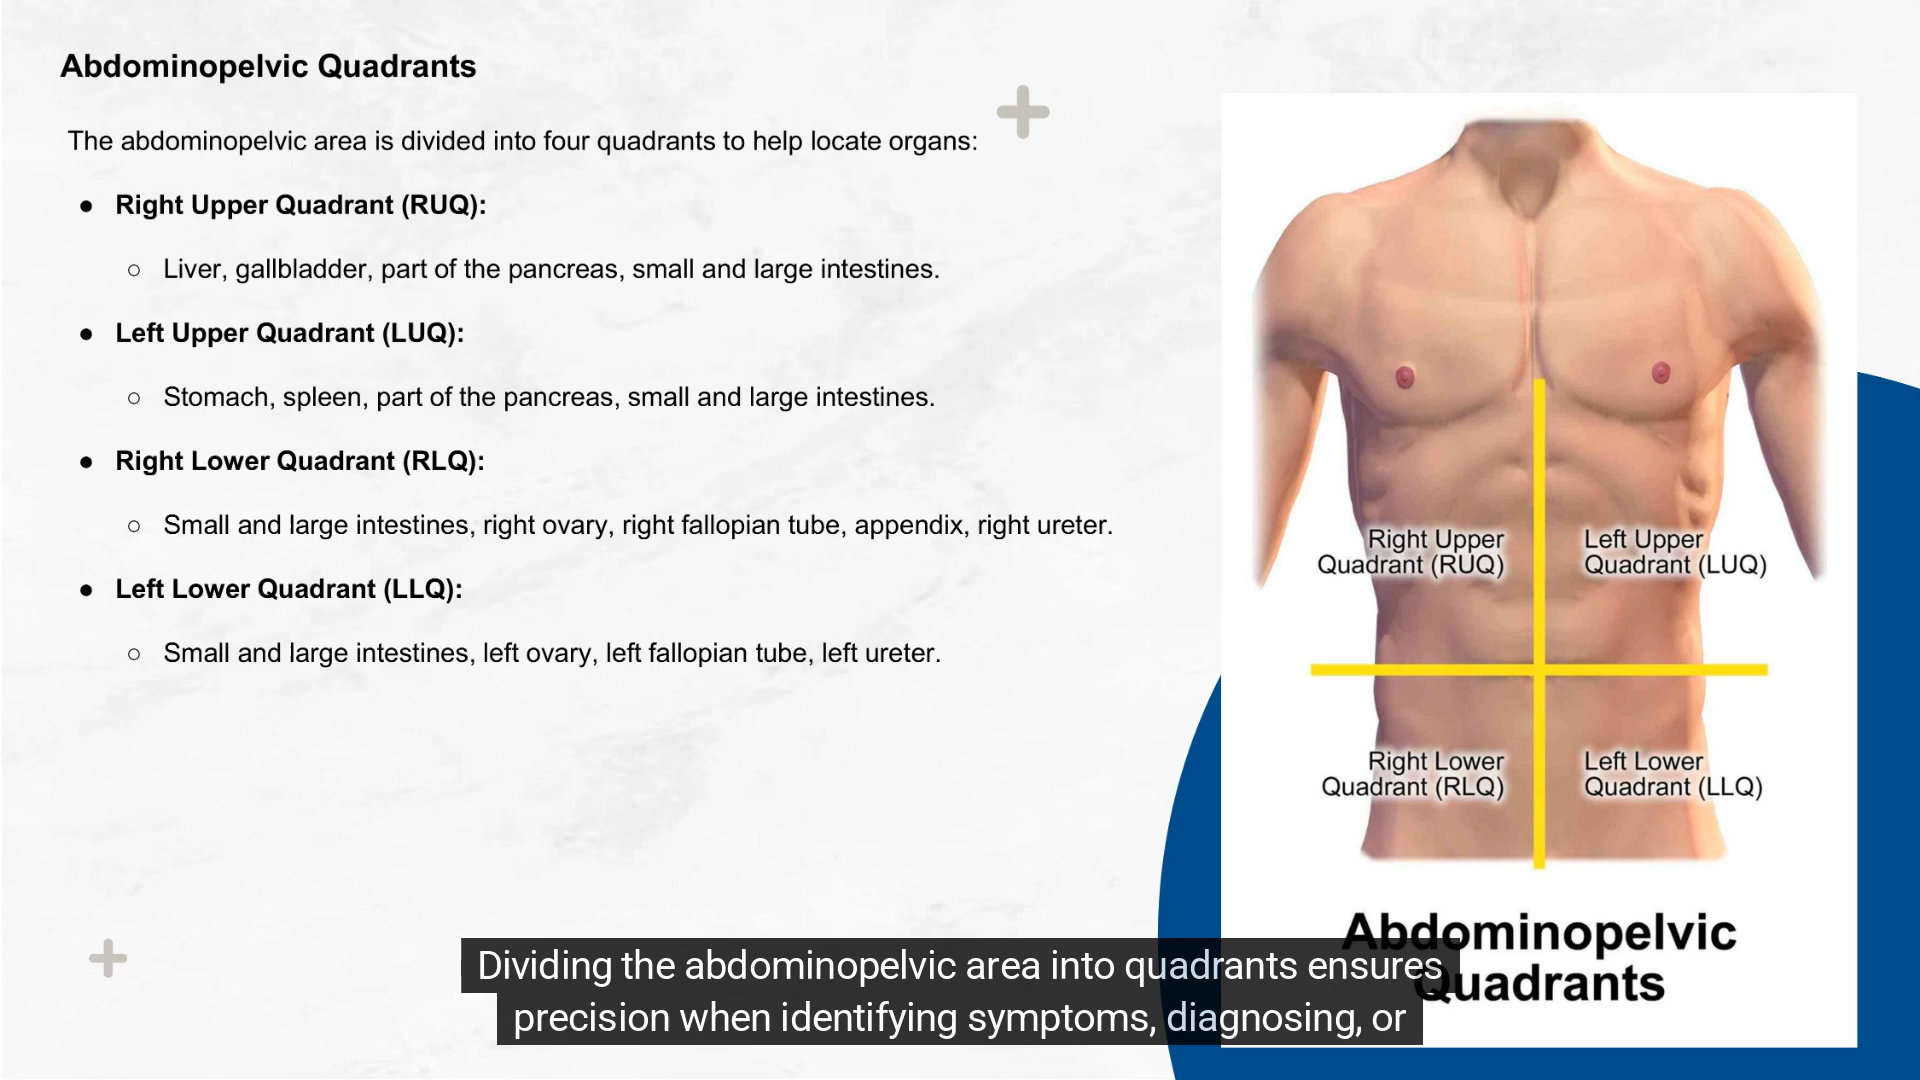 Abdominopelvic Quadrants
The abdominopelvic area is divided into four quadrants to help locate organs:
● Right Upper Quadrant (RUQ):
○ Liver, gallbladder, part of the pancreas, small and large intestines.
● Left Upper Quadrant (LUQ):
○ Stomach, spleen, part of the pancreas, small and large intestines.
● Right Lower Quadrant (RLQ):
○ Small and large intestines, right ovary, right fallopian tube, appendix, right ureter.
● Left Lower Quadrant (LLQ):
○ Small and large intestines, left ovary, left fallopian tube, left ureter.
Right Upper
Quadrant (RUQ)
Left Upper
Quadrant (LUQ)
Right Lower
Quadrant (RLQ)
Left Lower
Quadrant (LLQ)
Abdominopelvic
Quadrants
Dividing the abdominopelvic area into quadrants ensures
precision when identifying symptoms, diagnosing, or